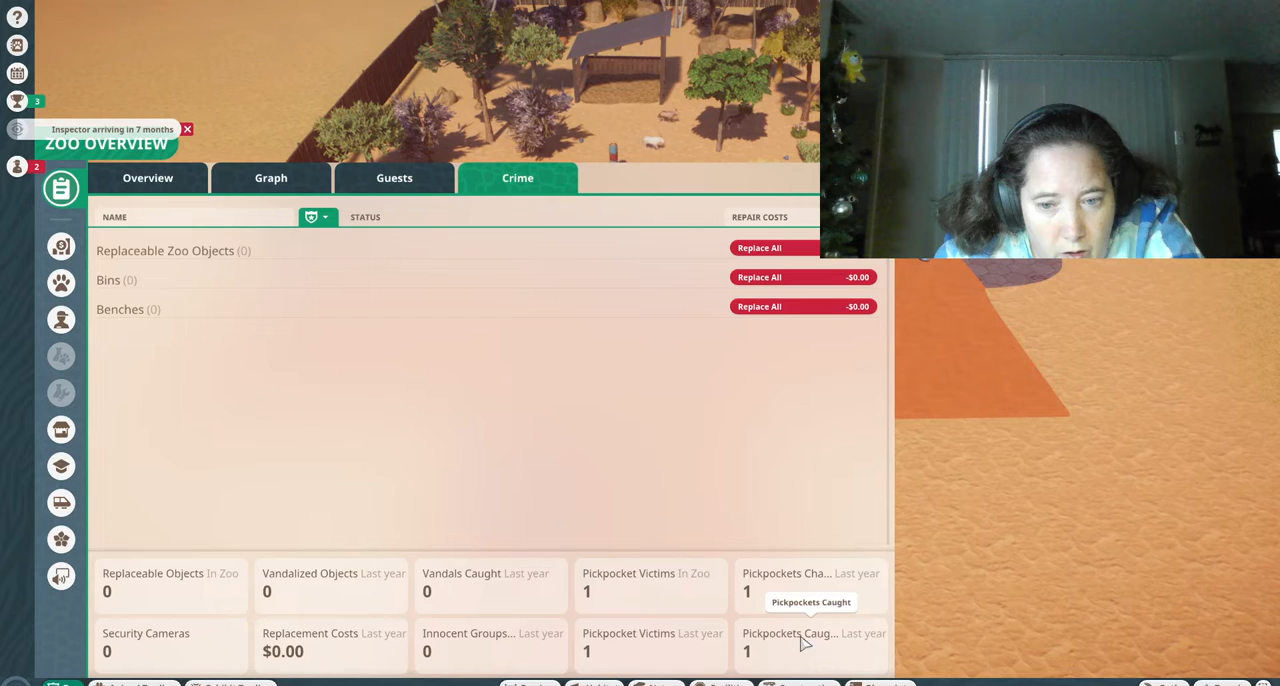 3
Inspector arriving in 7 months
ZOO OVERVIEW
2
Overview
Graph
Guests
Crime
NAME
STATUS
REPAIR COSTS
Replaceable Zoo Objects (0)
Replace All
Bins (0)
Replace All -$0.00
Benches (0)
Replace All -$0.00
Replaceable Objects In Zoo
0
Vandalized Objects Last year
0
Vandals Caught Last year
0
Pickpocket Victims In Zoo
1
Pickpockets Cha... Last year
1
Pickpockets Caught
Security Cameras
0
Replacement Costs Last year
$0.00
Innocent Groups... Last year
0
Pickpocket Victims Last year
1
Pickpockets Caug... Last year
1